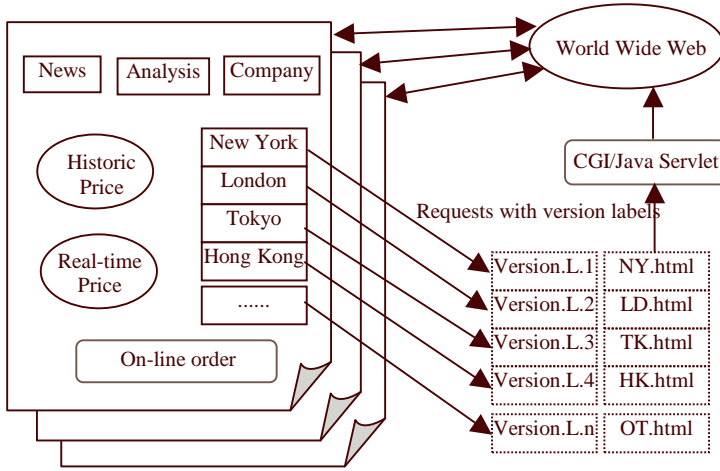 World Wide Web
News
Analysis
Company
New York
Historic
Price
London
CGI/Java Servlet
Tokyo
Requests with version labels
Hong Kong
Real-time
Price
......
On-line order
Version.L.1 NY.html
Version.L.2 LD.html
Version.L.3 TK.html
Version.L.4 HK.html
Version.L.n OT.html